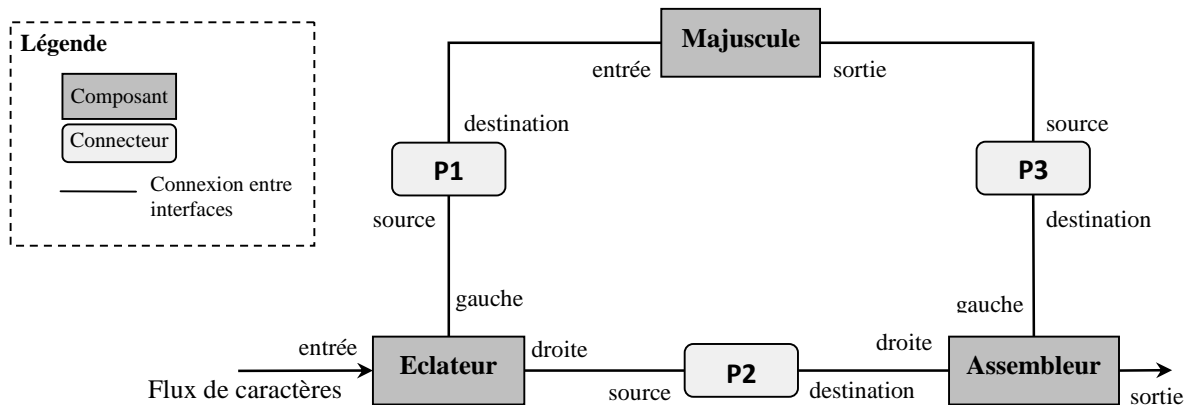 Légende
Composant
Connecteur
Connexion entre
interfaces
Majuscule
entrée
sortie
destination
source
P1
P3
source
destination
gauche
gauche
entrée
Eclateur
droite
droite
Assembleur
P2
Flux de caractères
source
destination
sortie